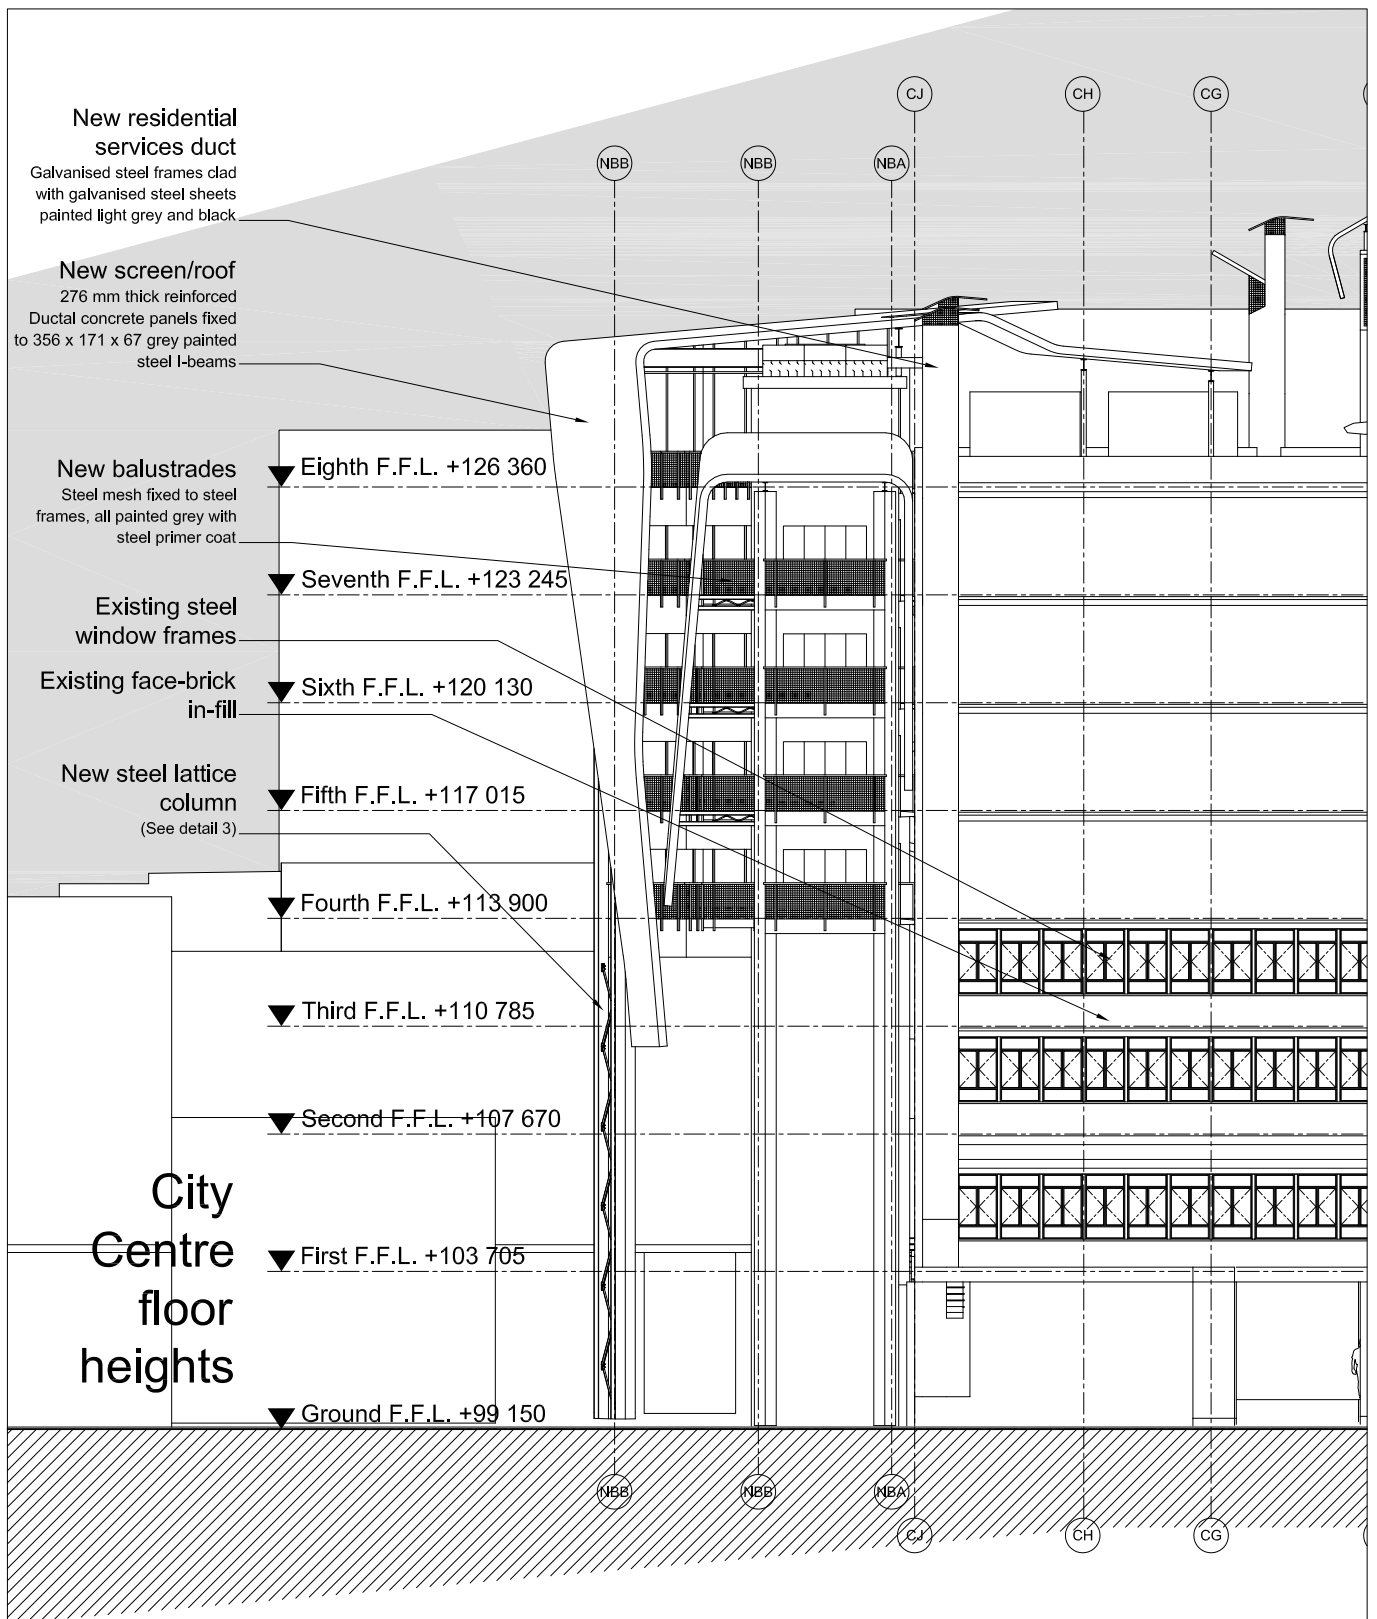 CJ
CH
CG
NBB
NBB
NBA
New residential
services duct
Galvanised steel frames clad
with galvanised steel sheets
painted light grey and black
New screen/roof
276 mm thick reinforced
Ductal concrete panels fixed
to 356 x 171 x 67 grey painted
steel I-beams
New balustrades
Steel mesh fixed to steel
frames, all painted grey with
steel primer coat
Existing steel
window frames
Existing face-brick
in-fill
New steel lattice
column
(See detail 3)
Eighth F.F.L. +126 360
Seventh F.F.L. +123 245
Sixth F.F.L. +120 130
Fifth F.F.L. +117 015
Fourth F.F.L. +113 900
Third F.F.L. +110 785
Second F.F.L. +107 670
First F.F.L. +103 705
Ground F.F.L. +99 150
City
Centre
floor
heights
NBB
NBB
NBA
CJ
CH
CG